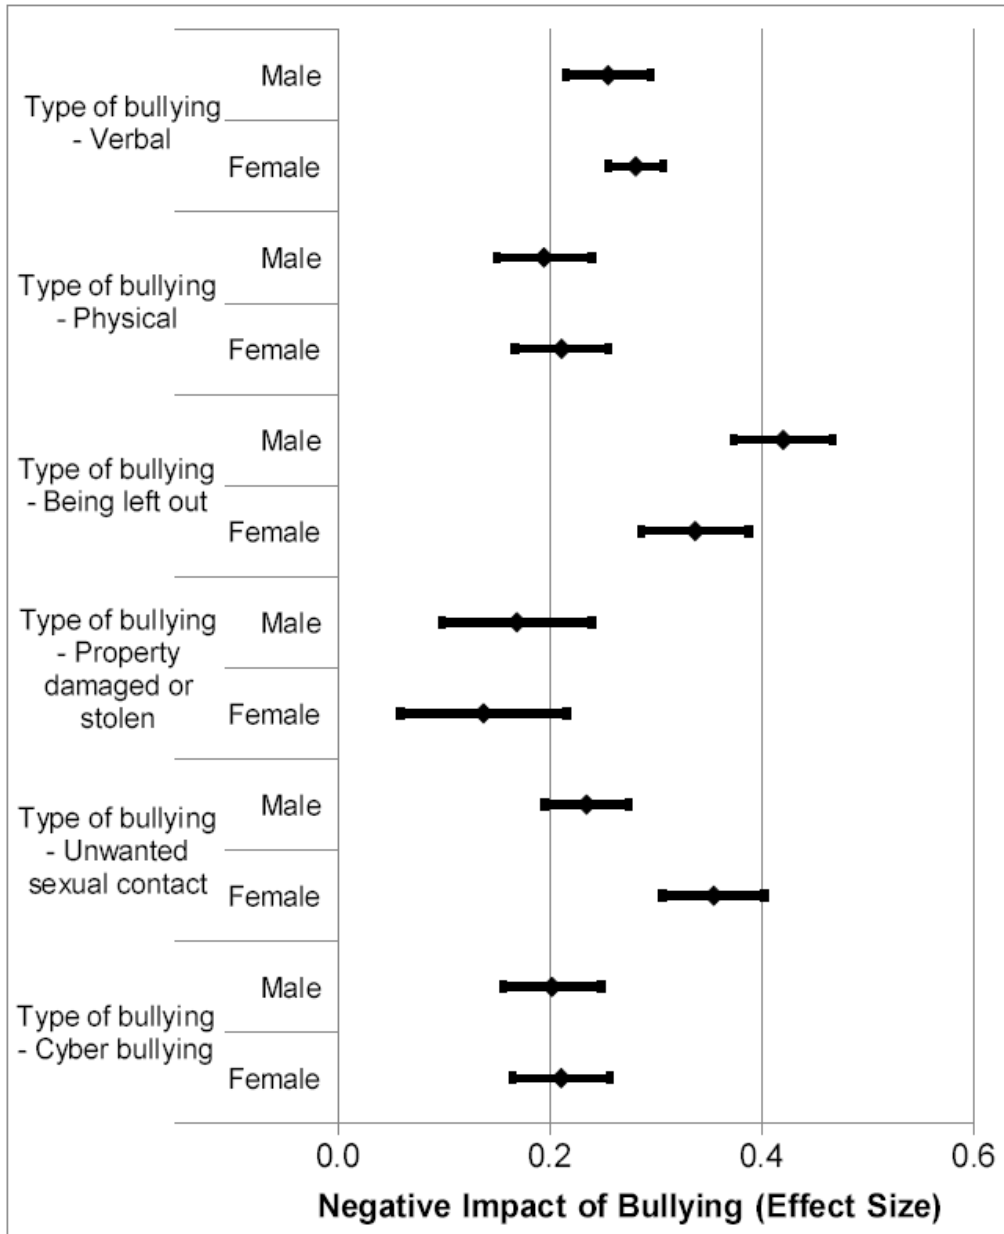 Type of bullying
- Verbal
Male
Female
Type of bullying
- Physical
Male
Female
Type of bullying
- Being left out
Male
Female
Type of bullying
- Property
damaged or
stolen
Male
Female
Type of bullying
- Unwanted
sexual contact
Male
Female
Type of bullying
- Cyber bullying
Male
Female
0.0 0.2 0.4 0.6
Negative Impact of Bullying (Effect Size)